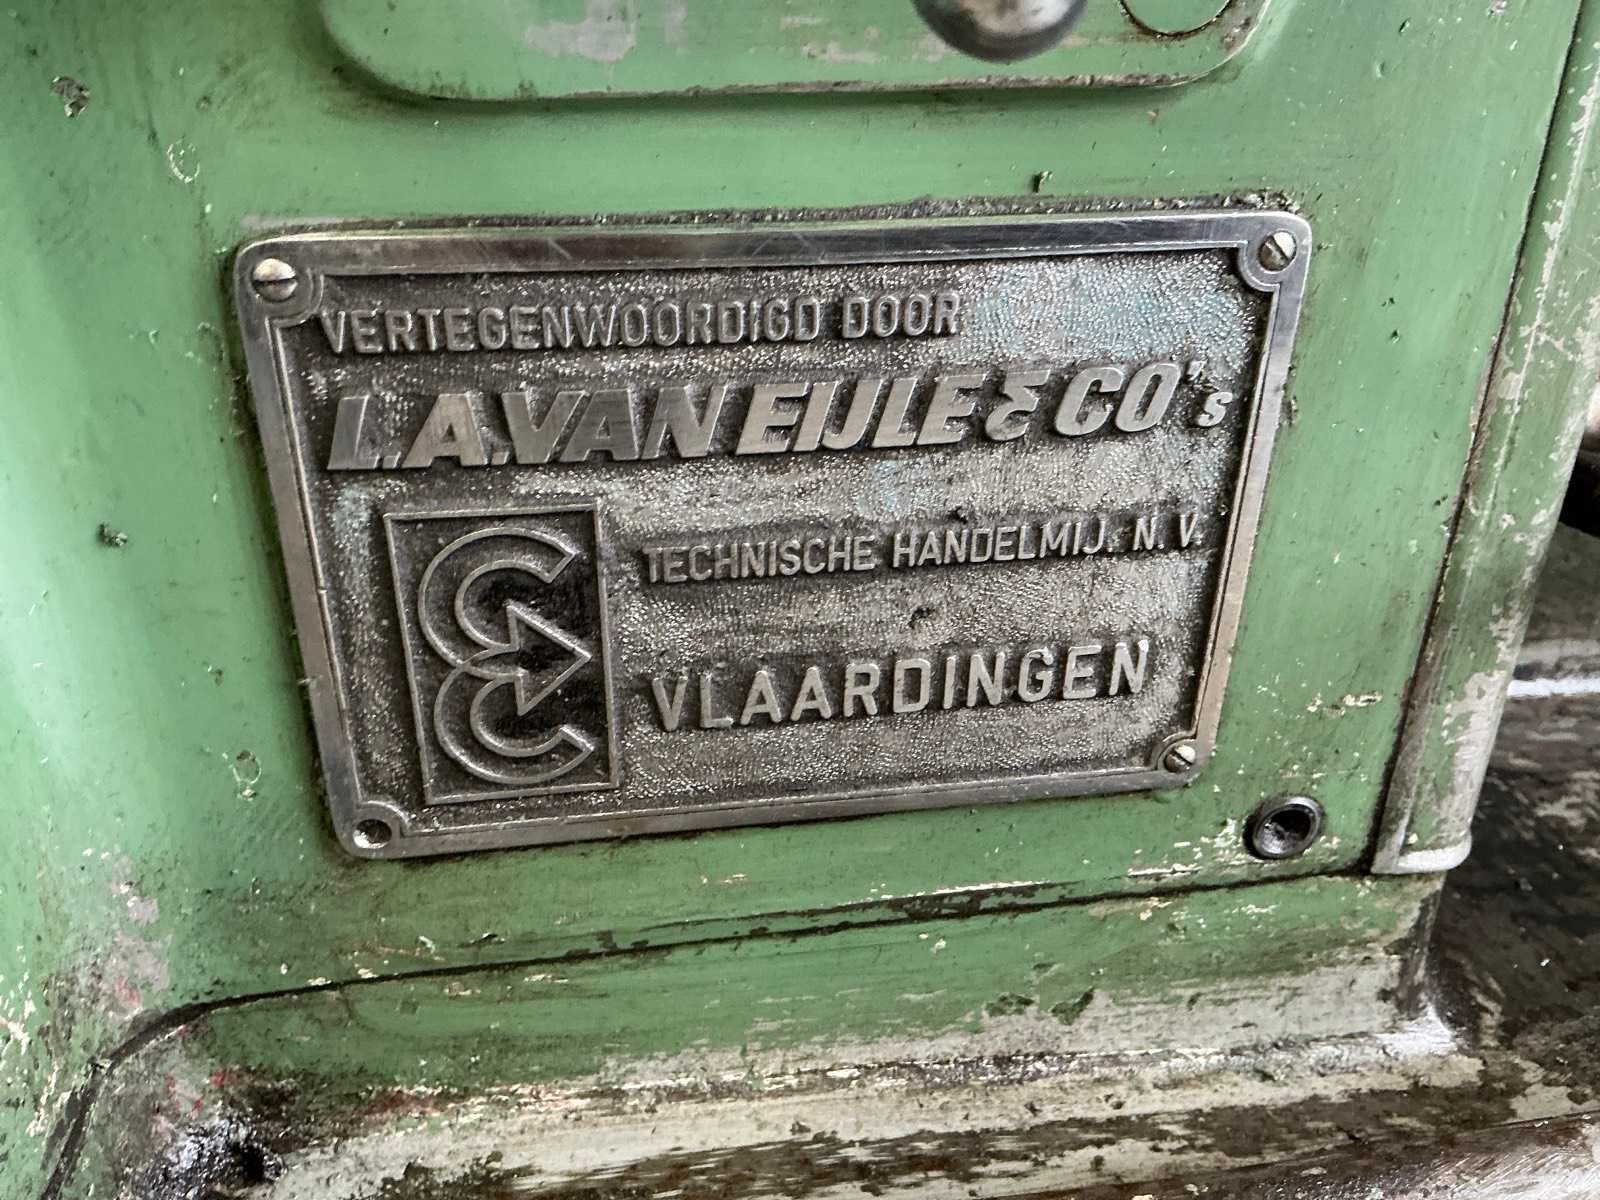 VERTEGENWOORDIGD DOOR
L.A. VAN EIJLE & CO's
TECHNISCHE HANDELMIJ. N.V.
VLAARDINGEN